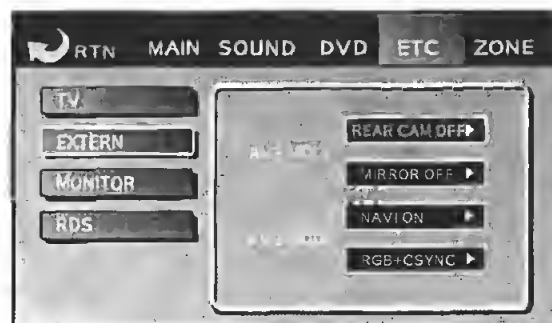 RTN MAIN SOUND DVD ETC ZONE
TV
EXTERN
MONITOR
RDS
REAR CAM OFF
MIRROR OFF
NAVI ON
RGB+CSYNC